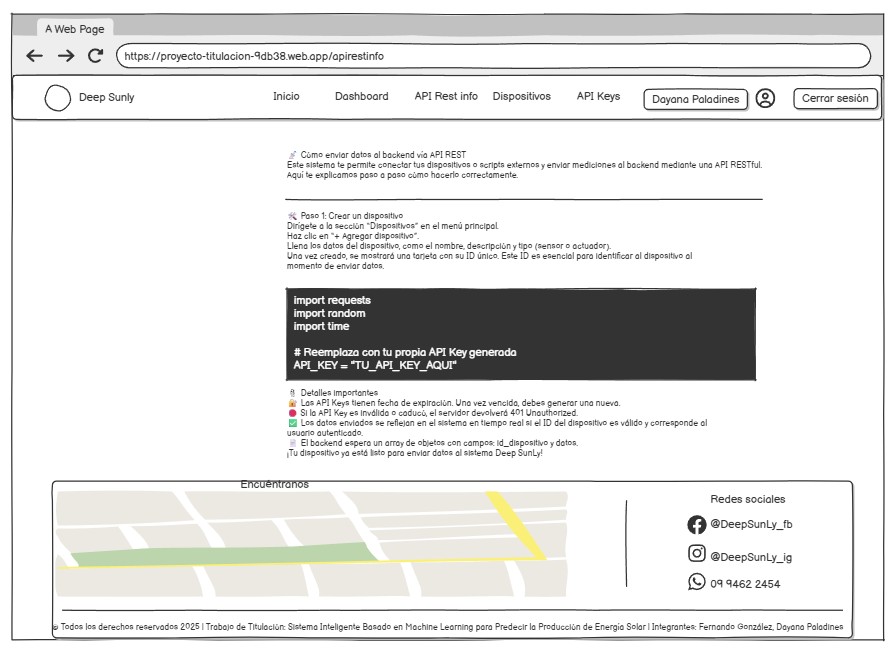 A Web Page
https://proyecto-titulacion-9db38.web.app/apirestinfo
Deep Sunly
Inicio
Dashboard
API Rest info
Dispositivos
API Keys
Dayana Paladines
Cerrar sesión
Cómo enviar datos al backend vía API REST
Este sistema te permite conectar tus dispositivos o scripts externos y enviar mediciones al backend mediante una API RESTful.
Aquí te explicamos paso a paso cómo hacerlo correctamente.
Paso 1: Crear un dispositivo
Dirígete a la sección "Dispositivos" en el menú principal.
Haz clic en "+ Agregar dispositivo".
Llena los datos del dispositivo, como el nombre, descripción y tipo (sensor o actuador).
Una vez creado, se mostrará una tarjeta con su ID único. Este ID es esencial para identificar al dispositivo al
momento de enviar datos.
import requests
import random
import time
# Reemplaza con tu propia API Key generada
API_KEY = "TU_API_KEY_AQUI"
Detalles importantes
Las API Keys tienen fecha de expiración. Una vez vencida, debes generar una nueva.
Si la API Key es inválida o caducó, el servidor devolverá 401 Unauthorized.
Los datos enviados se reflejan en el sistema en tiempo real si el ID del dispositivo es válido y corresponde al
usuario autenticado.
El backend espera un array de objetos con campos: id_dispositivo y datos.
¡Tu dispositivo ya está listo para enviar datos al sistema Deep SunLy!
Encuéntranos
Redes sociales
@DeepSunLy_fb
@DeepSunLy_ig
09 9462 2454
© Todos los derechos reservados 2025 | Trabajo de Titulación: Sistema Inteligente Basado en Machine Learning para Predecir la Producción de Energía Solar | Integrantes: Fernando González, Dayana Paladines